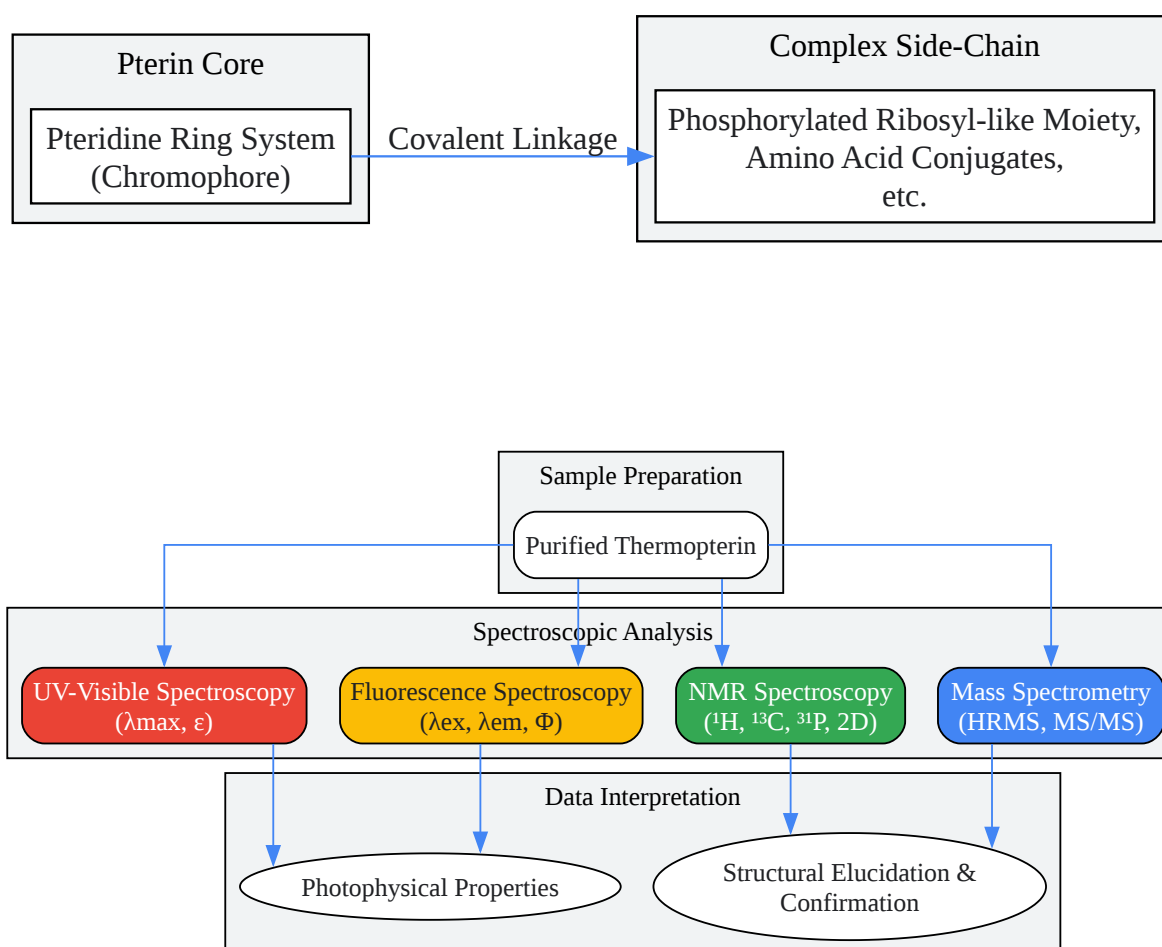 Pterin Core
Complex Side-Chain
Pteridine Ring System
(Chromophore)
Covalent Linkage
Phosphorylated Ribosyl-like Moiety,
Amino Acid Conjugates,
etc.
Sample Preparation
Purified Thermopterin
Spectroscopic Analysis
UV-Visible Spectroscopy
(λmax, ε)
Fluorescence Spectroscopy
(λex, λem, Φ)
NMR Spectroscopy
(¹H, ¹³C, ³¹P, 2D)
Mass Spectrometry
(HRMS, MS/MS)
Data Interpretation
Photophysical Properties
Structural Elucidation &
Confirmation